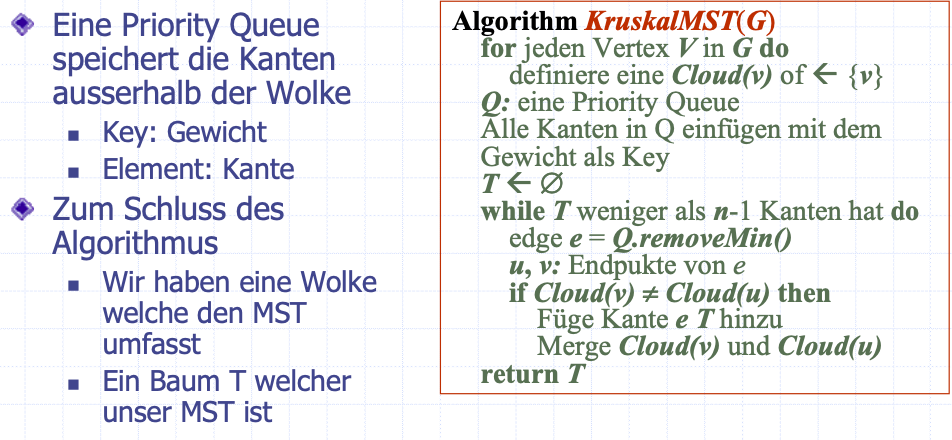 Eine Priority Queue
speichert die Kanten
ausserhalb der Wolke
Key: Gewicht
Element: Kante
Zum Schluss des
Algorithmus
Wir haben eine Wolke
welche den MST
umfasst
Ein Baum T welcher
unser MST ist
Algorithm KruskalMST(G)
for jeden Vertex V in G do
definiere eine Cloud(v) of ← {v}
Q: eine Priority Queue
Alle Kanten in Q einfügen mit dem
Gewicht als Key
T ← ∅
while T weniger als n-1 Kanten hat do
edge e = Q.removeMin()
u, v: Endpukte von e
if Cloud(v) ≠ Cloud(u) then
Füge Kante e T hinzu
Merge Cloud(v) und Cloud(u)
return T